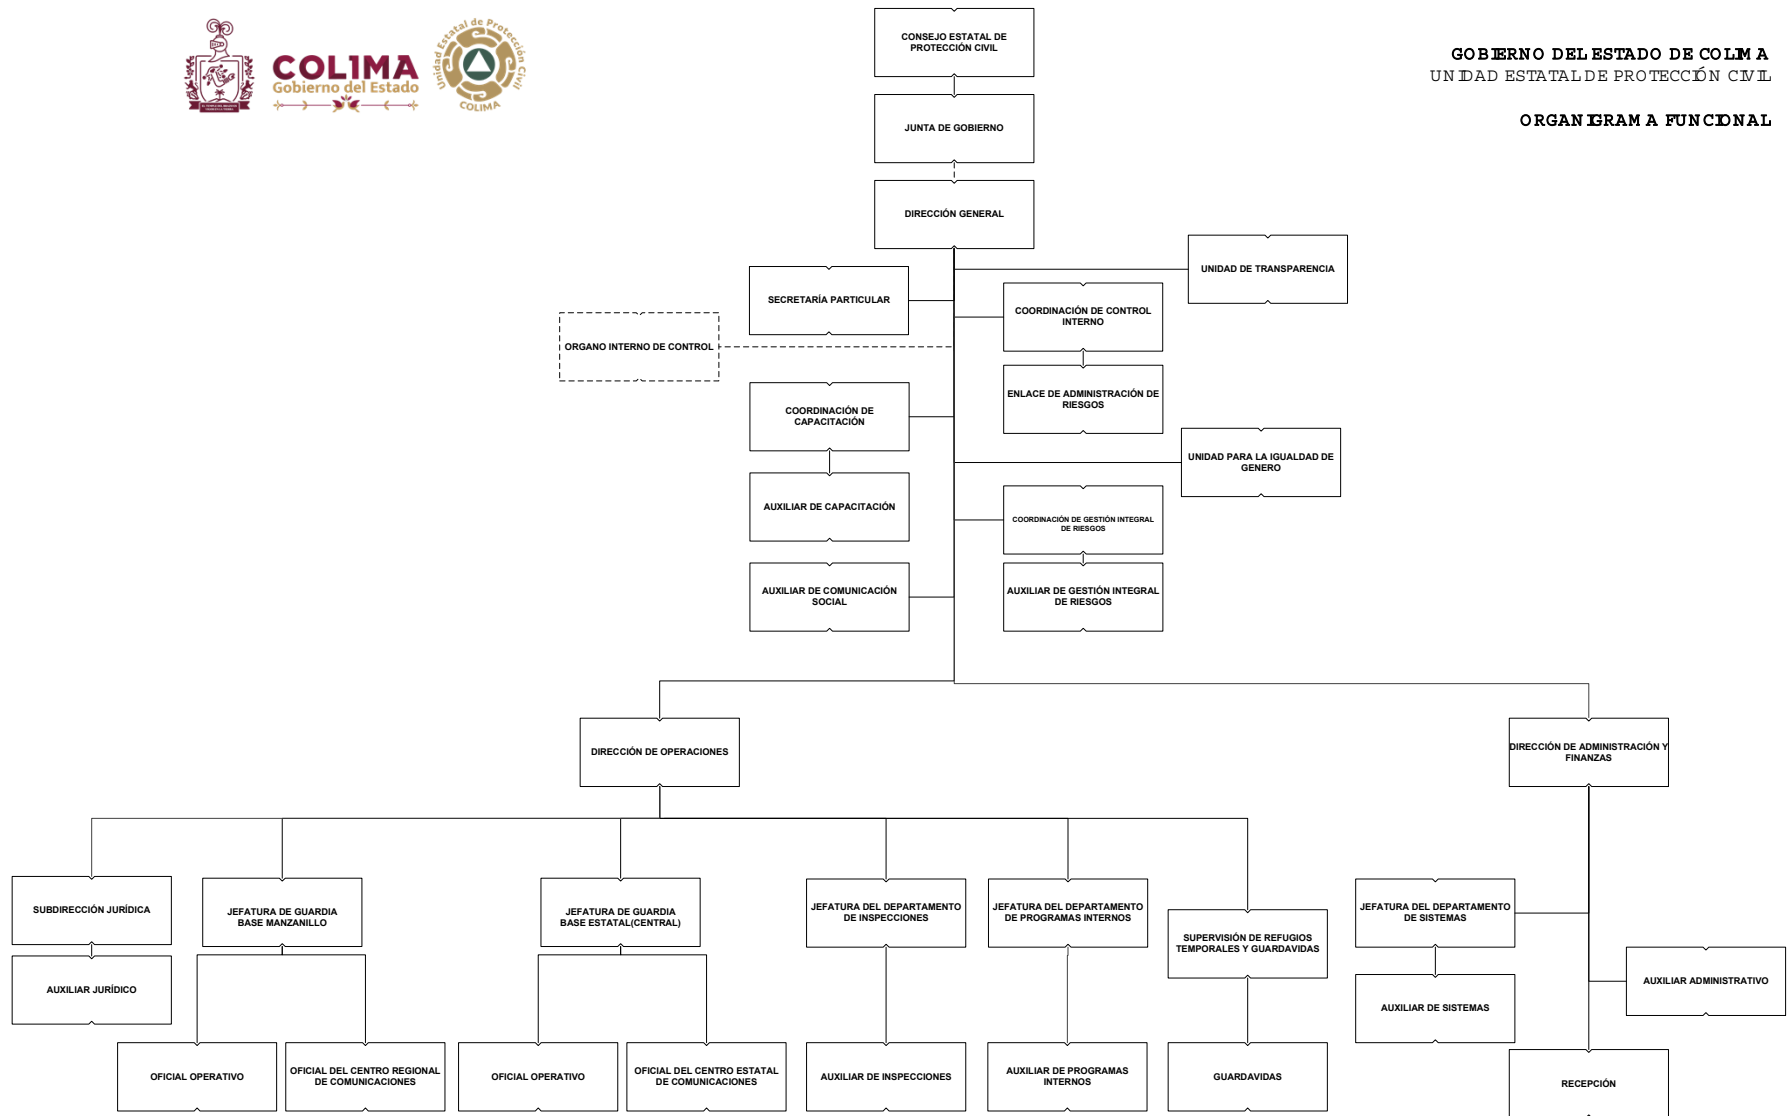 COLIMA
Gobierno del Estado
Unidad Estatal de Protección Civil
COLIMA
GOBIERNO DEL ESTADO DE COLIMA
UNIDAD ESTATAL DE PROTECCIÓN CIVIL
ORGANIGRAMA FUNCIONAL
CONSEJO ESTATAL DE
PROTECCIÓN CIVIL
JUNTA DE GOBIERNO
DIRECCIÓN GENERAL
UNIDAD DE TRANSPARENCIA
SECRETARÍA PARTICULAR
COORDINACIÓN DE CONTROL
INTERNO
ORGANO INTERNO DE CONTROL
ENLACE DE ADMINISTRACIÓN DE
RIESGOS
COORDINACIÓN DE
CAPACITACIÓN
UNIDAD PARA LA IGUALDAD DE
GENERO
AUXILIAR DE CAPACITACIÓN
COORDINACIÓN DE GESTIÓN INTEGRAL
DE RIESGOS
AUXILIAR DE COMUNICACIÓN
SOCIAL
AUXILIAR DE GESTIÓN INTEGRAL
DE RIESGOS
DIRECCIÓN DE OPERACIONES
DIRECCIÓN DE ADMINISTRACIÓN Y
FINANZAS
SUBDIRECCIÓN JURÍDICA
JEFATURA DE GUARDIA
BASE MANZANILLO
JEFATURA DE GUARDIA
BASE ESTATAL(CENTRAL)
JEFATURA DEL DEPARTAMENTO
DE INSPECCIONES
JEFATURA DEL DEPARTAMENTO
DE PROGRAMAS INTERNOS
SUPERVISIÓN DE REFUGIOS
TEMPORALES Y GUARDAVIDAS
JEFATURA DEL DEPARTAMENTO
DE SISTEMAS
AUXILIAR JURÍDICO
AUXILIAR DE SISTEMAS
AUXILIAR ADMINISTRATIVO
OFICIAL OPERATIVO
OFICIAL DEL CENTRO REGIONAL
DE COMUNICACIONES
OFICIAL OPERATIVO
OFICIAL DEL CENTRO ESTATAL
DE COMUNICACIONES
AUXILIAR DE INSPECCIONES
AUXILIAR DE PROGRAMAS
INTERNOS
GUARDAVIDAS
RECEPCIÓN